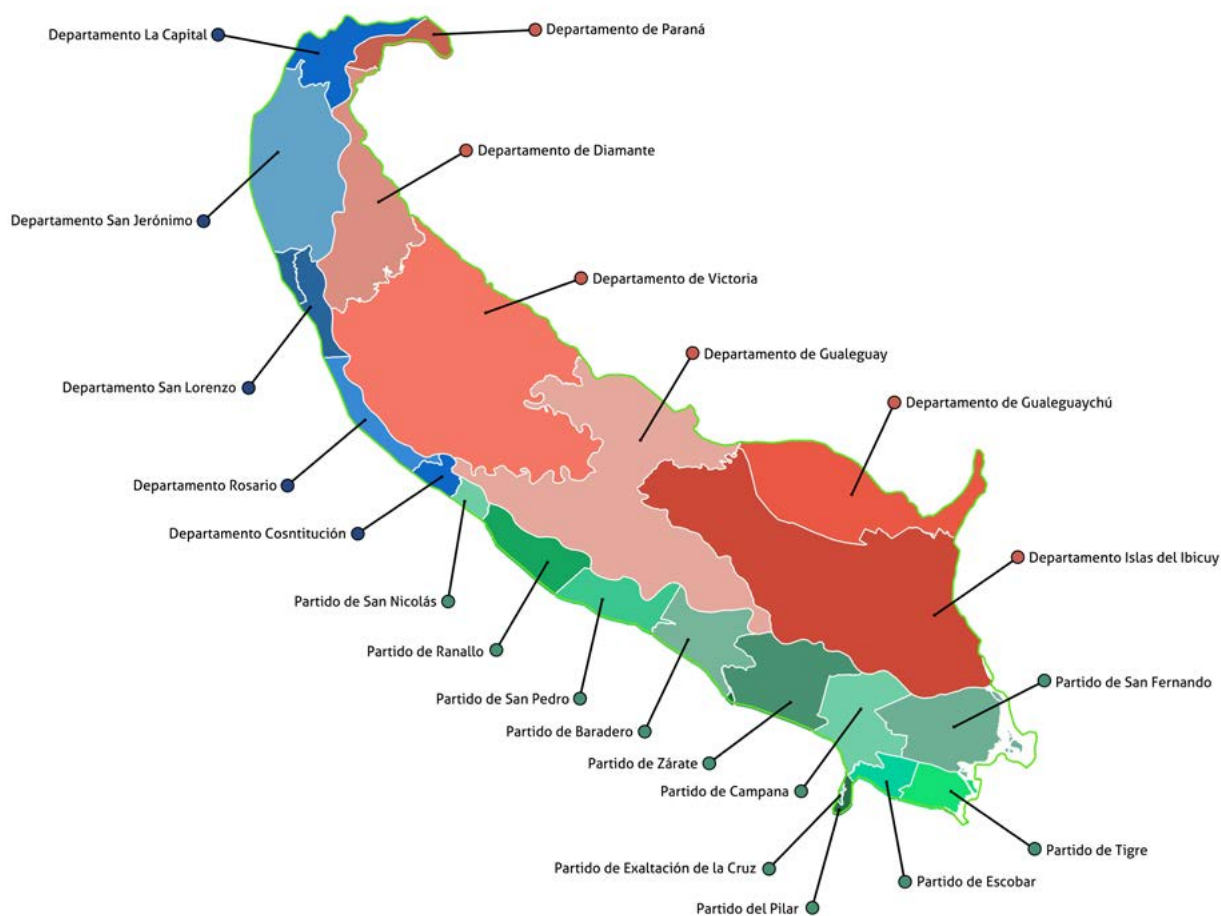 Departamento La Capital
Departamento de Paraná
Departamento de Diamante
Departamento San Jerónimo
Departamento de Victoria
Departamento de Gualeguay
Departamento San Lorenzo
Departamento de Gualeguaychú
Departamento Rosario
Departamento Cosntitución
Departamento Islas del Ibicuy
Partido de San Nicolás
Partido de Ranallo
Partido de San Fernando
Partido de San Pedro
Partido de Baradero
Partido de Zárate
Partido de Campana
Partido de Tigre
Partido de Exaltación de la Cruz
Partido de Escobar
Partido del Pilar